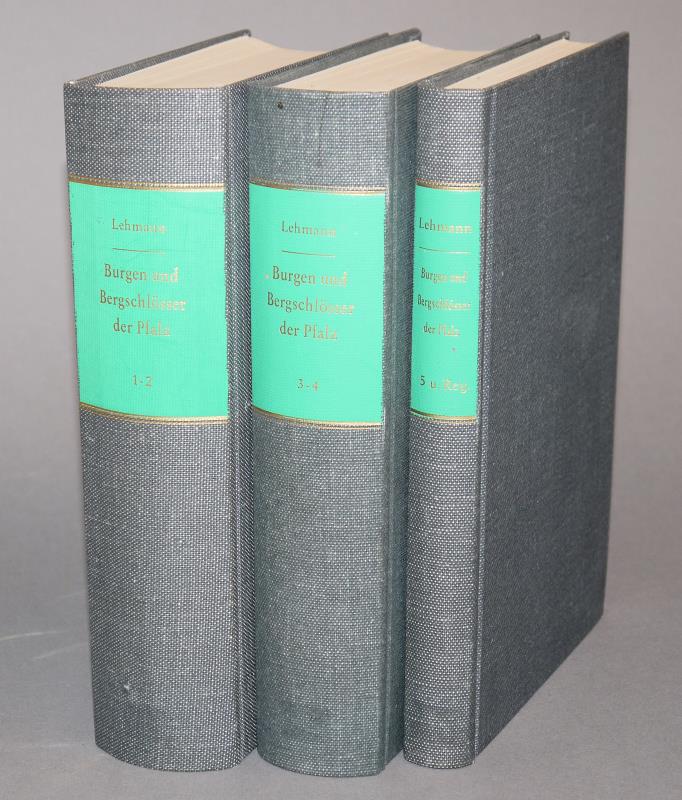 Lehmann
Burgen und
Bergschlösser
der Pfalz
1-2
Lehmann
Burgen und
Bergschlösser
der Pfalz
3-4
Lehmann
Burgen und
Bergschlösser
der Pfalz
5 u. Reg.